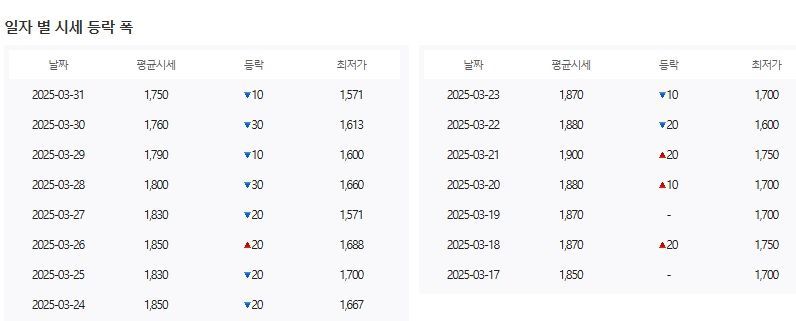 일자 별 시세 등락 폭
날짜 평균시세 등락 최저가
2025-03-31 1,750 ▼10 1,571
2025-03-30 1,760 ▼30 1,613
2025-03-29 1,790 ▼10 1,600
2025-03-28 1,800 ▼30 1,660
2025-03-27 1,830 ▼20 1,571
2025-03-26 1,850 ▲20 1,688
2025-03-25 1,830 ▼20 1,700
2025-03-24 1,850 ▼20 1,667
날짜 평균시세 등락 최저가
2025-03-23 1,870 ▼10 1,700
2025-03-22 1,880 ▼20 1,600
2025-03-21 1,900 ▲20 1,750
2025-03-20 1,880 ▲10 1,700
2025-03-19 1,870 - 1,700
2025-03-18 1,870 ▲20 1,750
2025-03-17 1,850 - 1,700